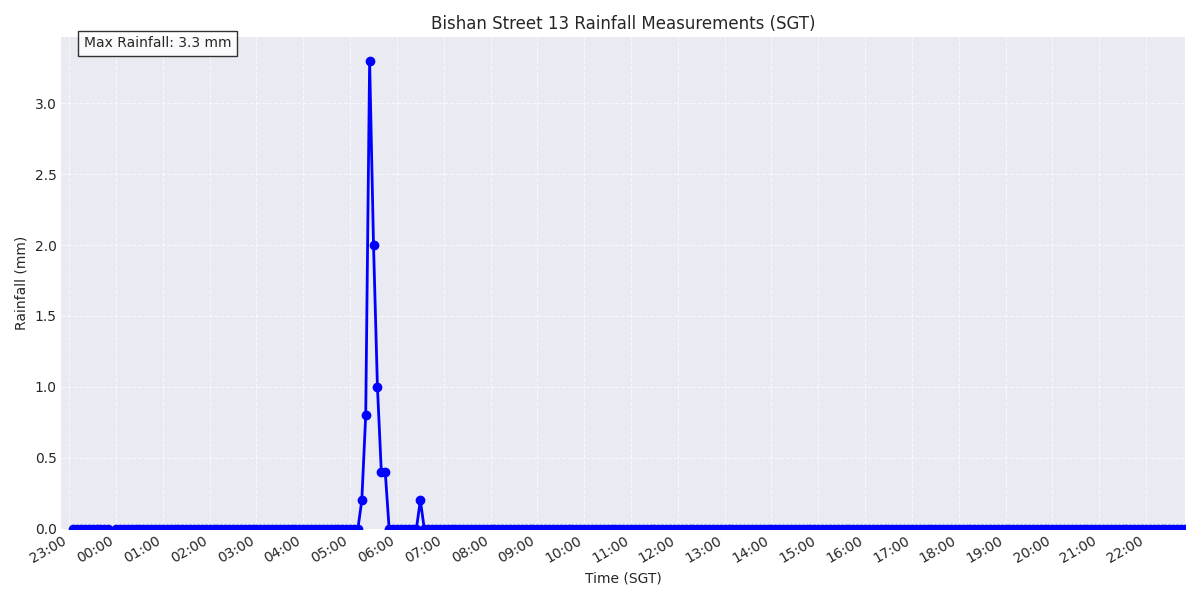 Bishan Street 13 Rainfall Measurements (SGT)
Max Rainfall: 3.3 mm
Rainfall (mm)
3.0
2.5
2.0
1.5
1.0
0.5
0.0
23:00 00:00 01:00 02:00 03:00 04:00 05:00 06:00 07:00 08:00 09:00 10:00 11:00 12:00 13:00 14:00 15:00 16:00 17:00 18:00 19:00 20:00 21:00 22:00
Time (SGT)